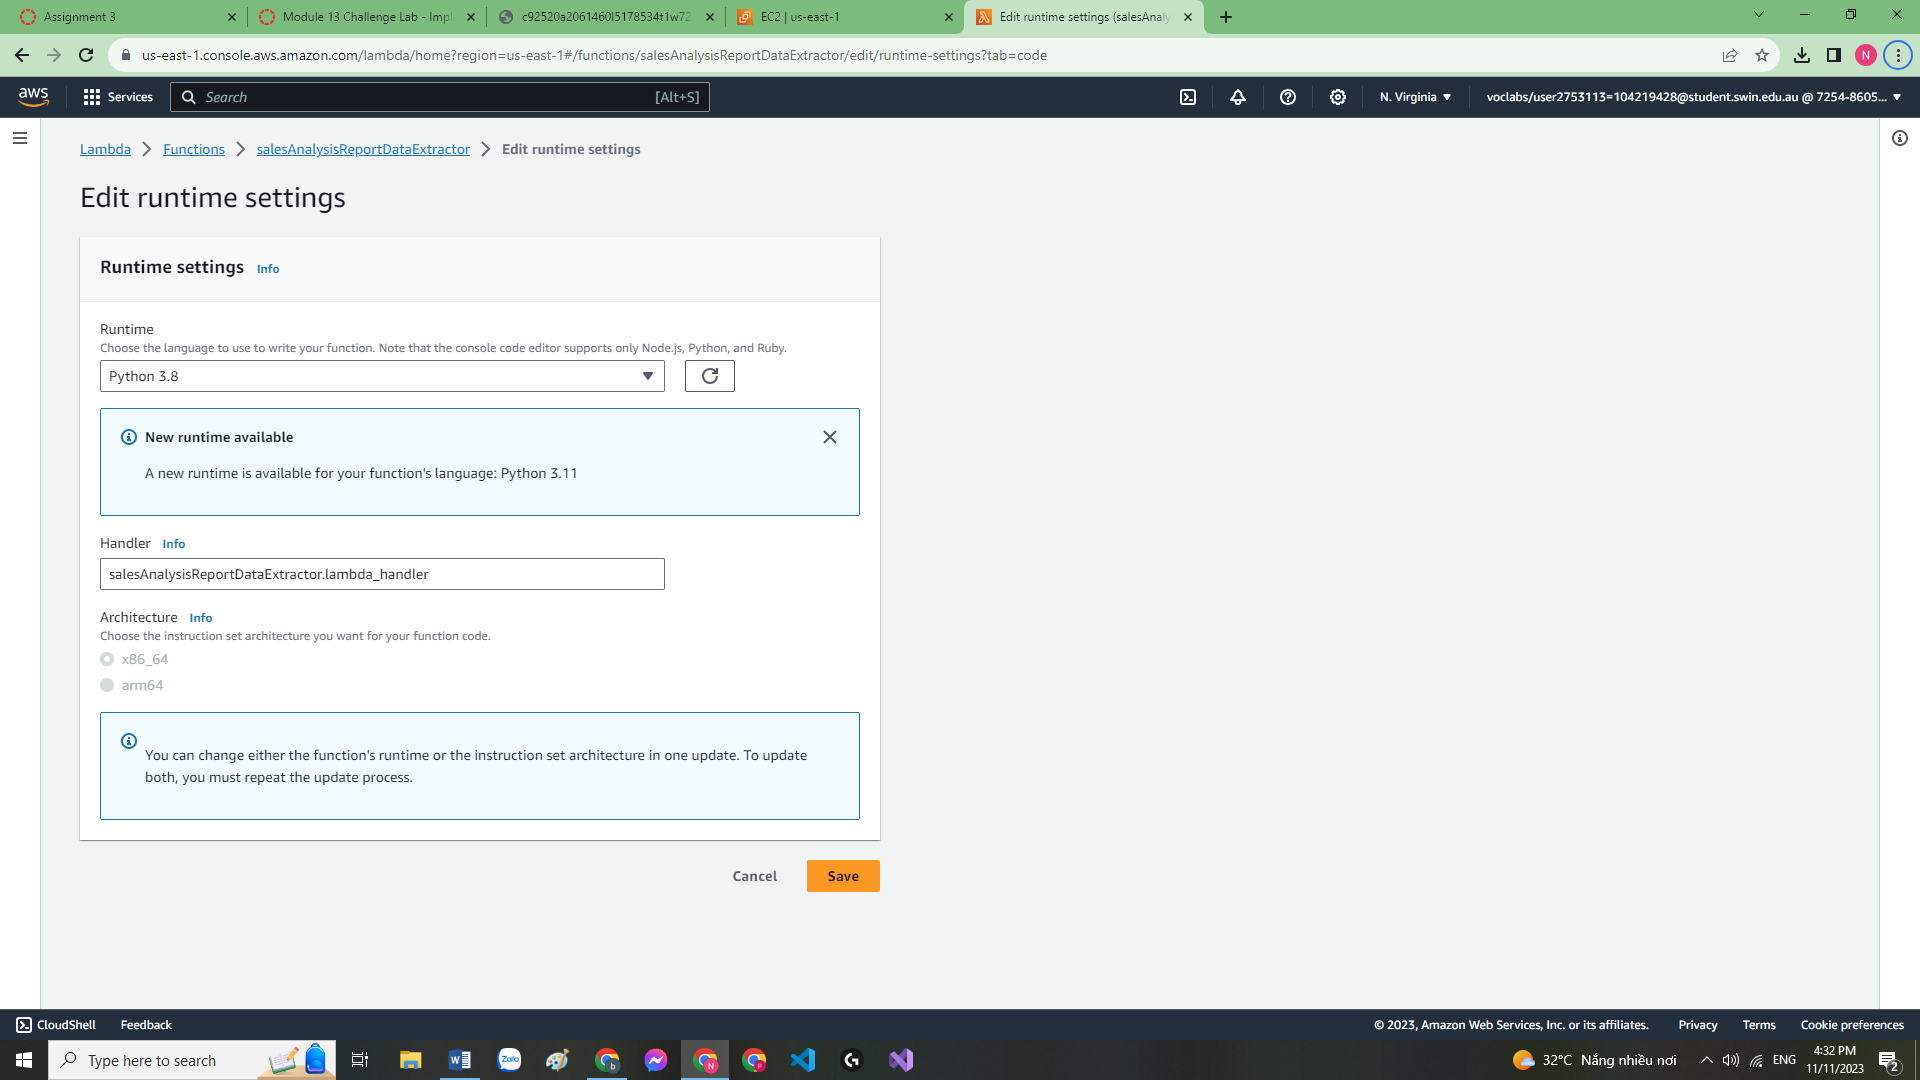 Assignment 3
Module 13 Challenge Lab - Impl
c92520a2061460l5178534t1w72
EC2 | us-east-1
Edit runtime settings (salesAnaly
us-east-1.console.aws.amazon.com/lambda/home?region=us-east-1#/functions/salesAnalysisReportDataExtractor/edit/runtime-settings?tab=code
N
aws
Services
Search
[Alt+S]
N. Virginia
voclabs/user2753113=104219428@student.swin.edu.au @ 7254-8605...
Lambda
Functions
salesAnalysisReportDataExtractor
Edit runtime settings
Edit runtime settings
Runtime settings Info
Runtime
Choose the language to use to write your function. Note that the console code editor supports only Node.js, Python, and Ruby.
Python 3.8
New runtime available
A new runtime is available for your function's language: Python 3.11
Handler Info
salesAnalysisReportDataExtractor.lambda_handler
Architecture Info
Choose the instruction set architecture you want for your function code.
x86_64
arm64
You can change either the function's runtime or the instruction set architecture in one update. To update
both, you must repeat the update process.
Cancel
Save
CloudShell
Feedback
© 2023, Amazon Web Services, Inc. or its affiliates.
Privacy
Terms
Cookie preferences
Type here to search
Zalo
32°C Nắng nhiều nơi
ENG
4:32 PM
11/11/2023
2